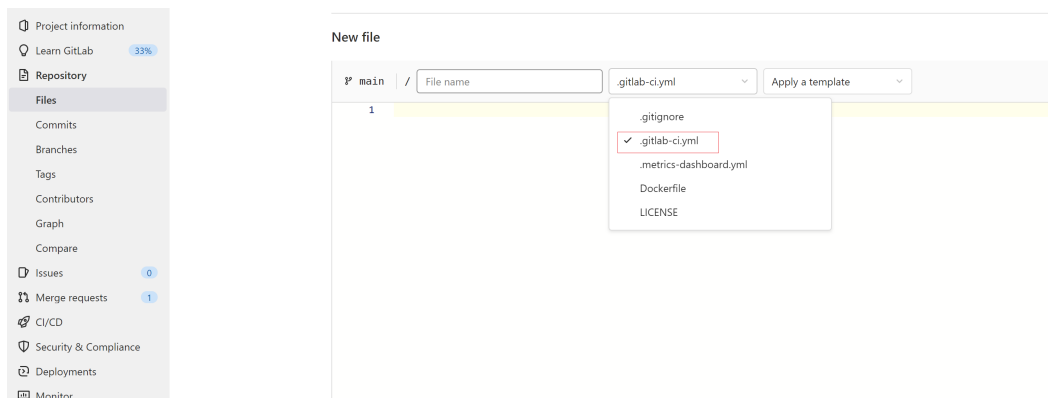 Project information
Learn GitLab 33%
Repository
Files
Commits
Branches
Tags
Contributors
Graph
Compare
Issues 0
Merge requests 1
CI/CD
Security & Compliance
Deployments
Monitor
New file
main / File name .gitlab-ci.yml Apply a template
1
.gitignore
.gitlab-ci.yml
.metrics-dashboard.yml
Dockerfile
LICENSE